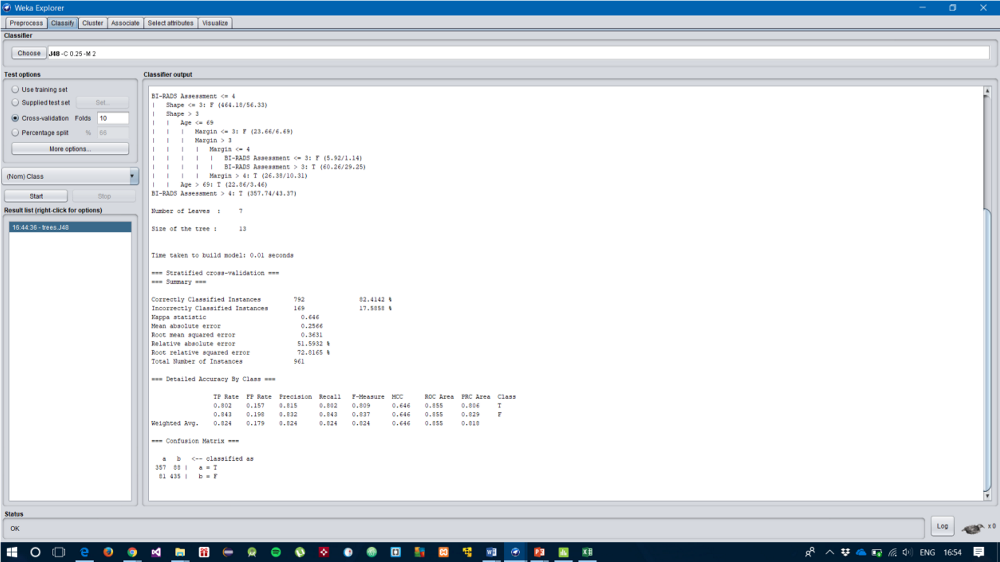 Weka Explorer
Preprocess Classify Cluster Associate Select attributes Visualize
Classifier
Choose J48 -C 0.25 -M 2
Test options
Use training set
Supplied test set Set...
Cross-validation Folds 10
Percentage split % 66
More options...
(Nom) Class
Start Stop
Result list (right-click for options)
16:44:36 - trees.J48
Classifier output
BI-RADS Assessment <= 4
|   Shape <= 3: F (464.18/56.33)
|   Shape > 3
|   |   Age <= 69
|   |   |   Margin <= 3: F (23.66/6.69)
|   |   |   Margin > 3
|   |   |   |   Margin <= 4
|   |   |   |   |   BI-RADS Assessment <= 3: F (5.92/1.14)
|   |   |   |   |   BI-RADS Assessment > 3: T (60.26/29.25)
|   |   |   |   Margin > 4: T (26.38/10.31)
|   |   Age > 69: T (22.86/3.46)
BI-RADS Assessment > 4: T (357.74/43.37)
Number of Leaves  : 7
Size of the tree : 13
Time taken to build model: 0.01 seconds
=== Stratified cross-validation ===
=== Summary ===
Correctly Classified Instances 792 82.4142 %
Incorrectly Classified Instances 169 17.5858 %
Kappa statistic 0.646
Mean absolute error 0.2566
Root mean squared error 0.3631
Relative absolute error 51.5932 %
Root relative squared error 72.8165 %
Total Number of Instances 961
=== Detailed Accuracy By Class ===
TP Rate FP Rate Precision Recall F-Measure MCC ROC Area PRC Area Class
0.802 0.157 0.815 0.802 0.809 0.646 0.855 0.806 T
0.843 0.198 0.832 0.843 0.837 0.646 0.855 0.829 F
Weighted Avg. 0.824 0.179 0.824 0.824 0.824 0.646 0.855 0.818
=== Confusion Matrix ===
a b <-- classified as
357 88 | a = T
81 435 | b = F
Status
OK
Log x 0
ENG 16:54